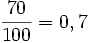 70/100 = 0,7